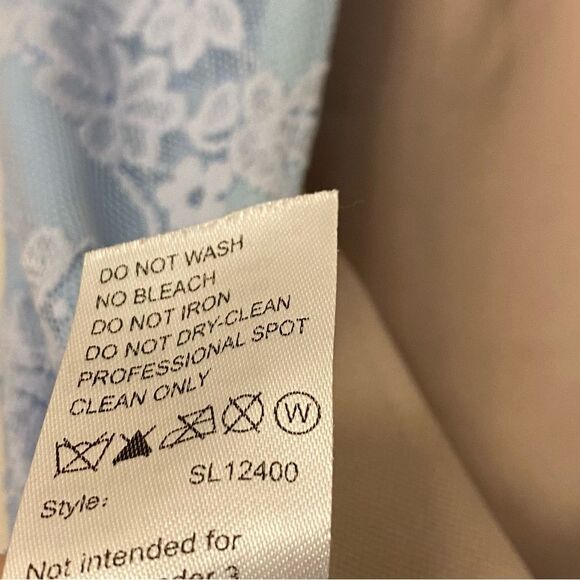 DO NOT WASH
NO BLEACH
DO NOT IRON
DO NOT DRY-CLEAN
PROFESSIONAL SPOT
CLEAN ONLY
W
SL12400
Style:
Not intended for
3